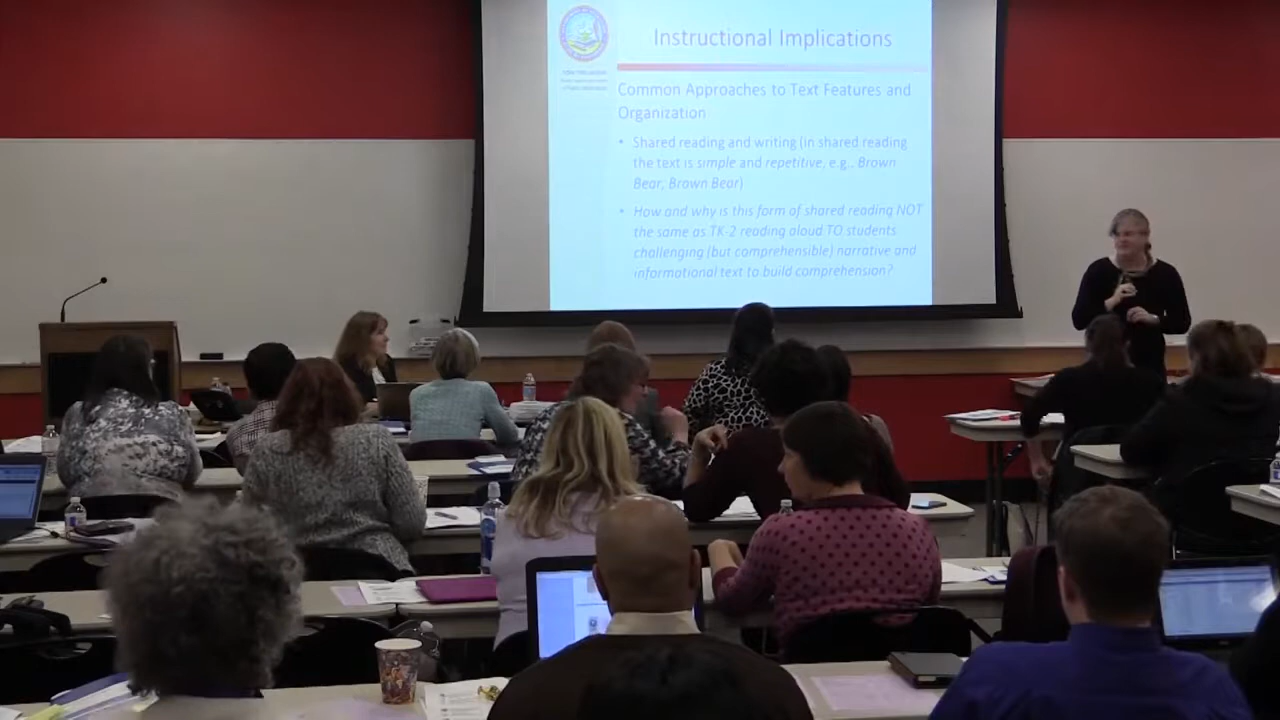 Instructional Implications
Common Approaches to Text Features and
Organization
• Shared reading and writing (in shared reading
the text is simple and repetitive, e.g., Brown
Bear, Brown Bear)
• How and why is this form of shared reading NOT
the same as TK-2 reading aloud TO students
challenging (but comprehensible) narrative and
informational text to build comprehension?